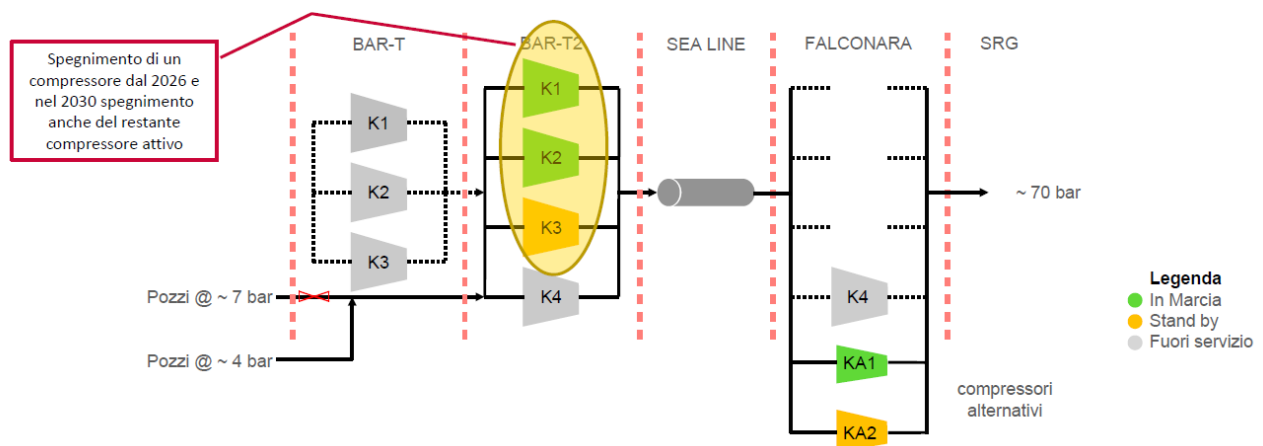 Spegnimento di un
compressore dal 2026 e
nel 2030 spegnimento
anche del restante
compressore attivo
BAR-T
BAR-T2
SEA LINE
FALCONARA
SRG
K1
K2
K3
K1
K2
K3
K4
Pozzi @ ~ 7 bar
Pozzi @ ~ 4 bar
K4
KA1
KA2
~ 70 bar
compressori
alternativi
Legenda
In Marcia
Stand by
Fuori servizio